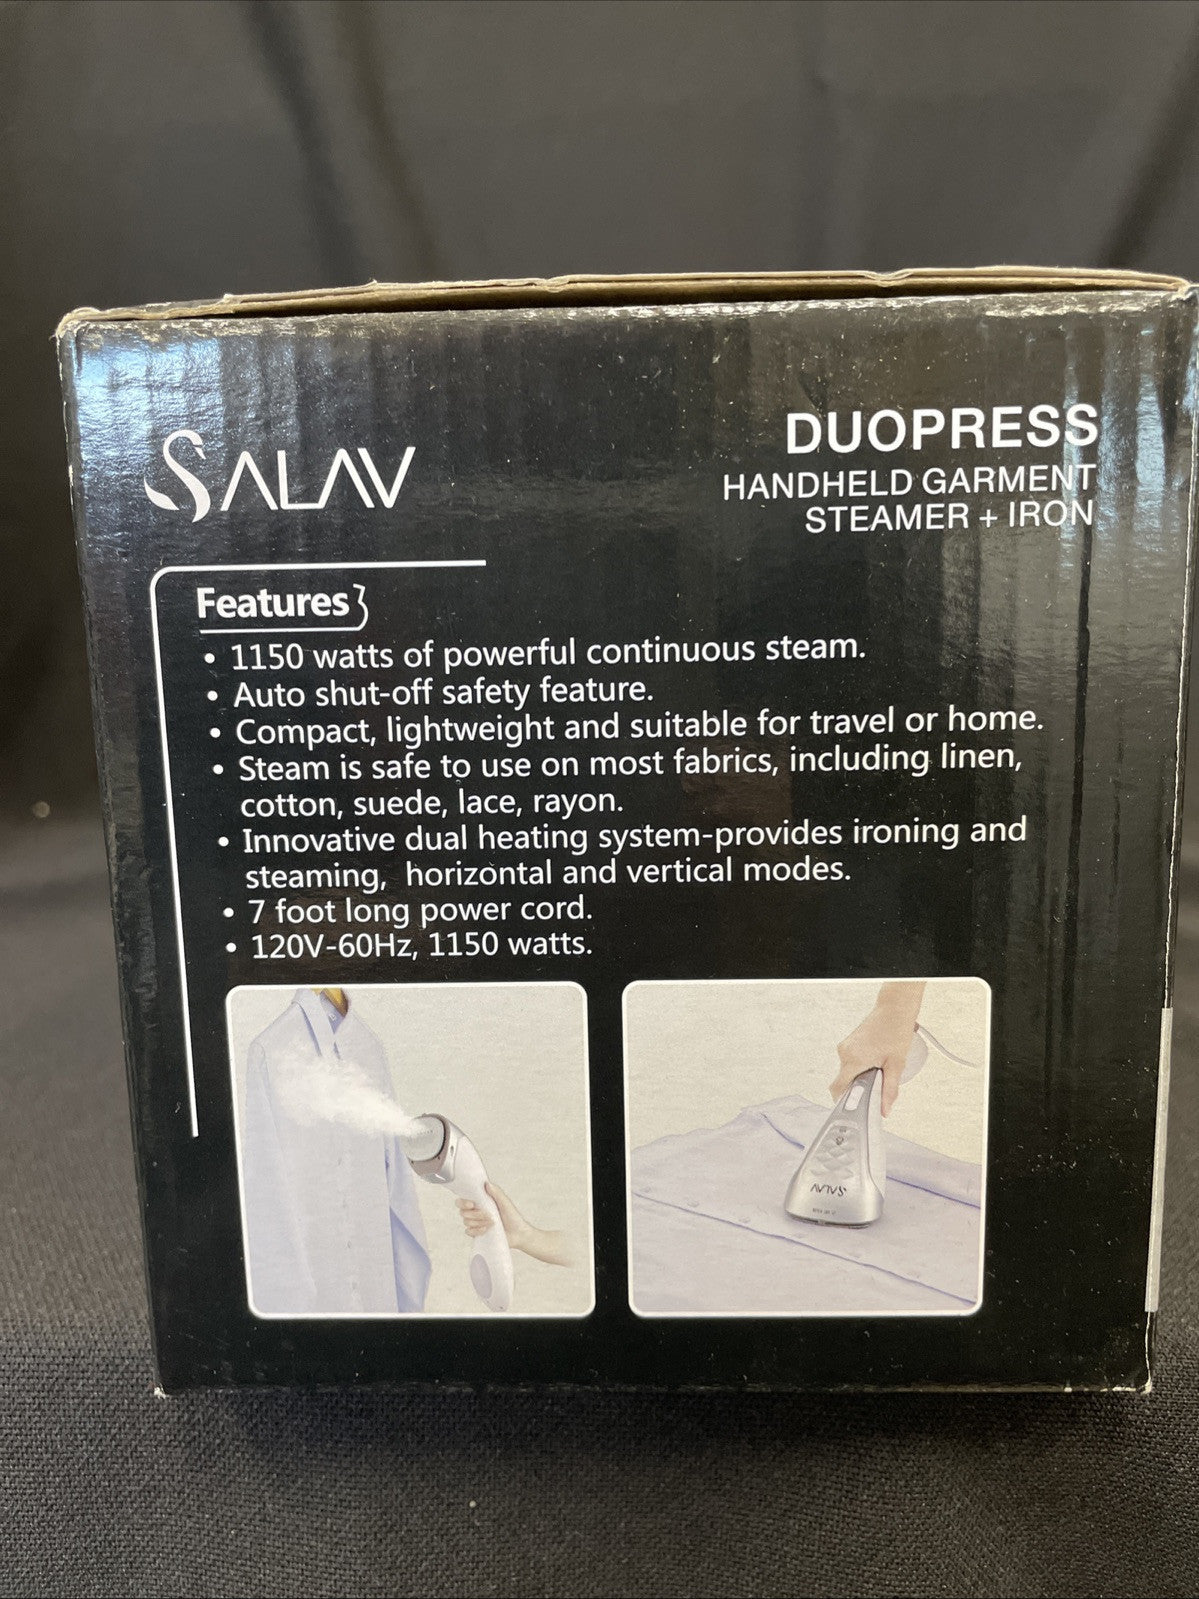 SALAV
DUOPRESS
HANDHELD GARMENT
STEAMER + IRON
Features
• 1150 watts of powerful continuous steam.
• Auto shut-off safety feature.
• Compact, lightweight and suitable for travel or home.
• Steam is safe to use on most fabrics, including linen,
cotton, suede, lace, rayon.
• Innovative dual heating system-provides ironing and
steaming, horizontal and vertical modes.
• 7 foot long power cord.
• 120V-60Hz, 1150 watts.
SALAV